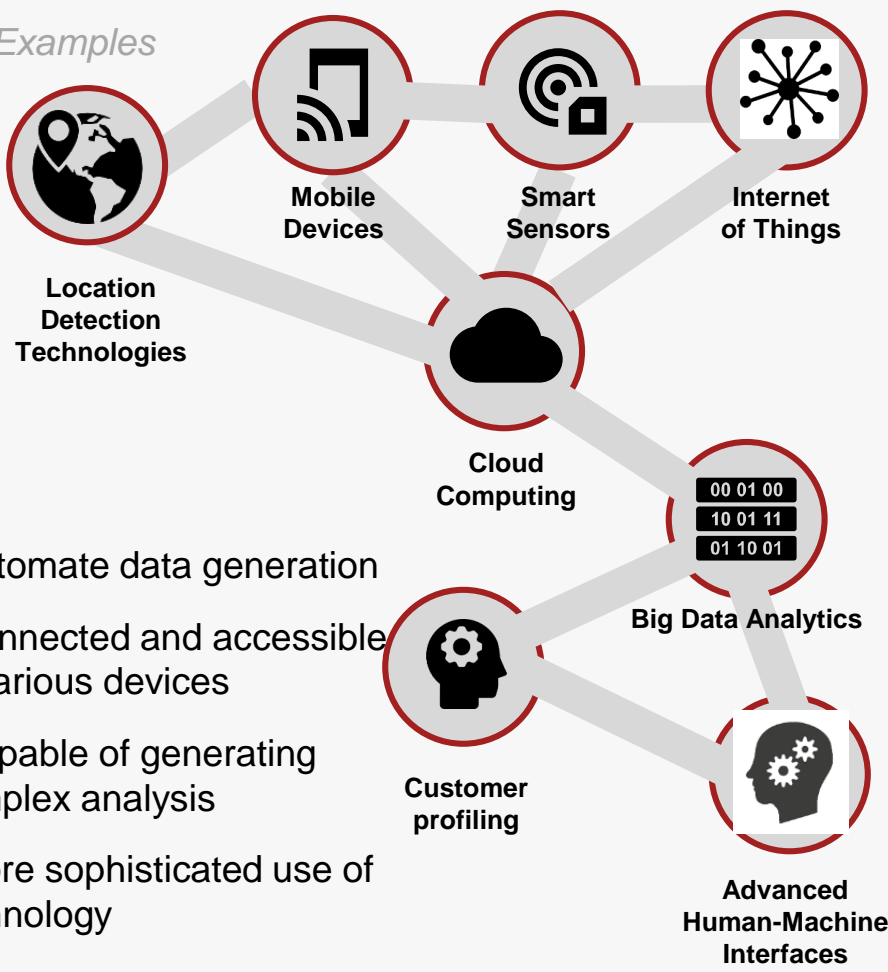 Examples
Mobile
Devices
Smart
Sensors
Internet
of Things
Location
Detection
Technologies
Cloud
Computing
00 01 00
10 01 11
01 10 01
Big Data Analytics
tomate data generation
nnected and accessible
arious devices
pable of generating
plex analysis
re sophisticated use of
nology
Customer
profiling
Advanced
Human-Machine
Interfaces